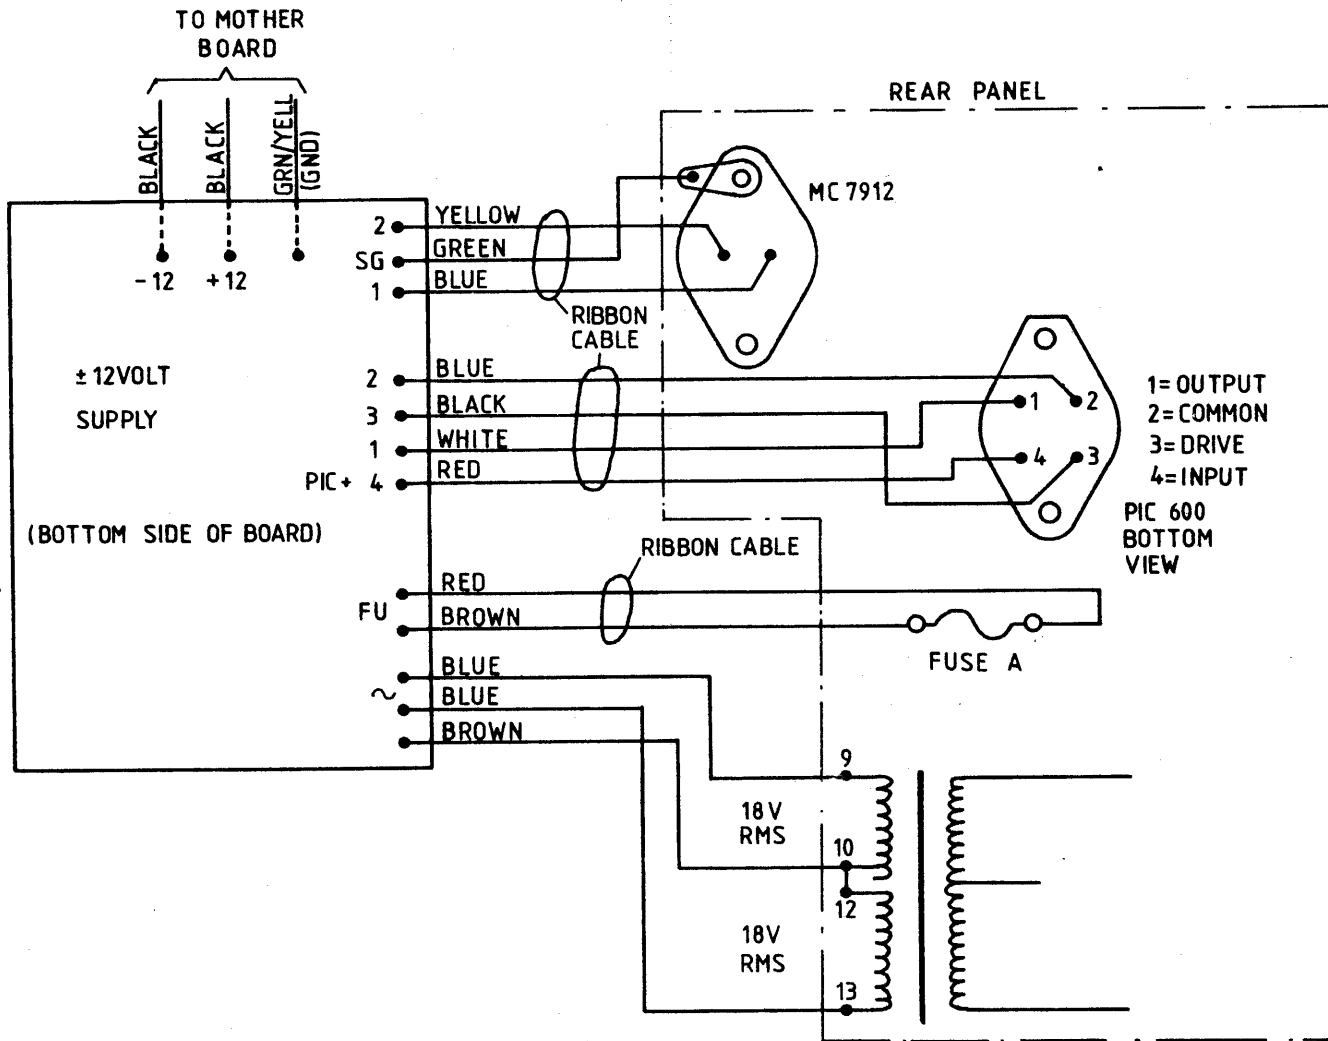 TO MOTHER
BOARD
REAR PANEL
BLACK
BLACK
GRN/YELL
(GND)
MC 7912
2 YELLOW
SG GREEN
1 BLUE
-12 +12
RIBBON
CABLE
± 12VOLT
SUPPLY
2 BLUE
3 BLACK
1 WHITE
PIC+ 4 RED
1 2
4 3
1= OUTPUT
2= COMMON
3= DRIVE
4= INPUT
PIC 600
BOTTOM
VIEW
(BOTTOM SIDE OF BOARD)
RIBBON CABLE
RED
FU
BROWN
FUSE A
BLUE
~
BLUE
BROWN
9
18V
RMS
10
12
18V
RMS
13